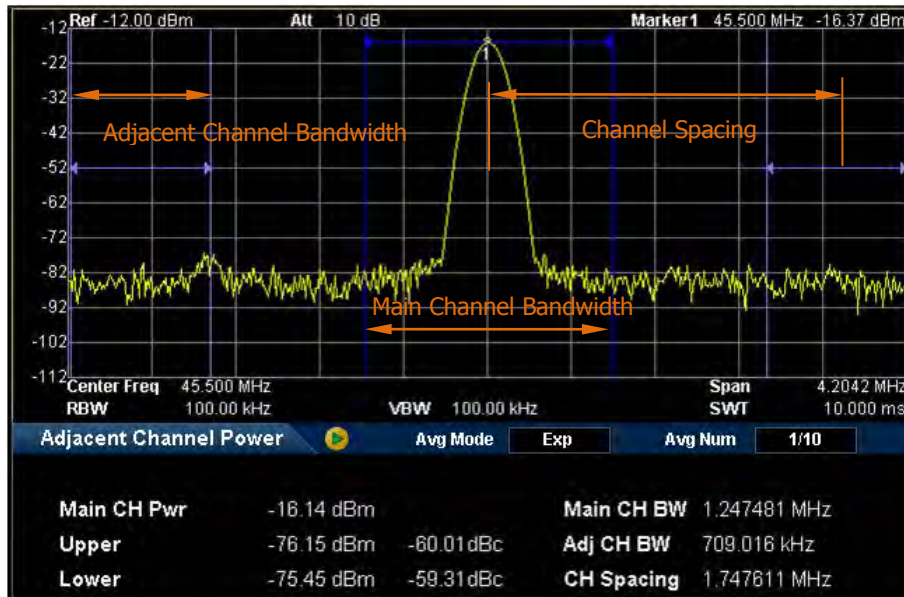 Ref -12.00 dBm Att 10 dB Marker1 45.500 MHz -16.37 dBm
-12
1
-22
-32
Adjacent Channel Bandwidth Channel Spacing
-42
-52
-62
-72
-82
-92
Main Channel Bandwidth
-102
-112
Center Freq 45.500 MHz Span 4.2042 MHz
RBW 100.00 kHz VBW 100.00 kHz SWT 10.000 ms
Adjacent Channel Power Avg Mode Exp Avg Num 1/10
Main CH Pwr -16.14 dBm Main CH BW 1.247481 MHz
Upper -76.15 dBm -60.01dBc Adj CH BW 709.016 kHz
Lower -75.45 dBm -59.31dBc CH Spacing 1.747611 MHz